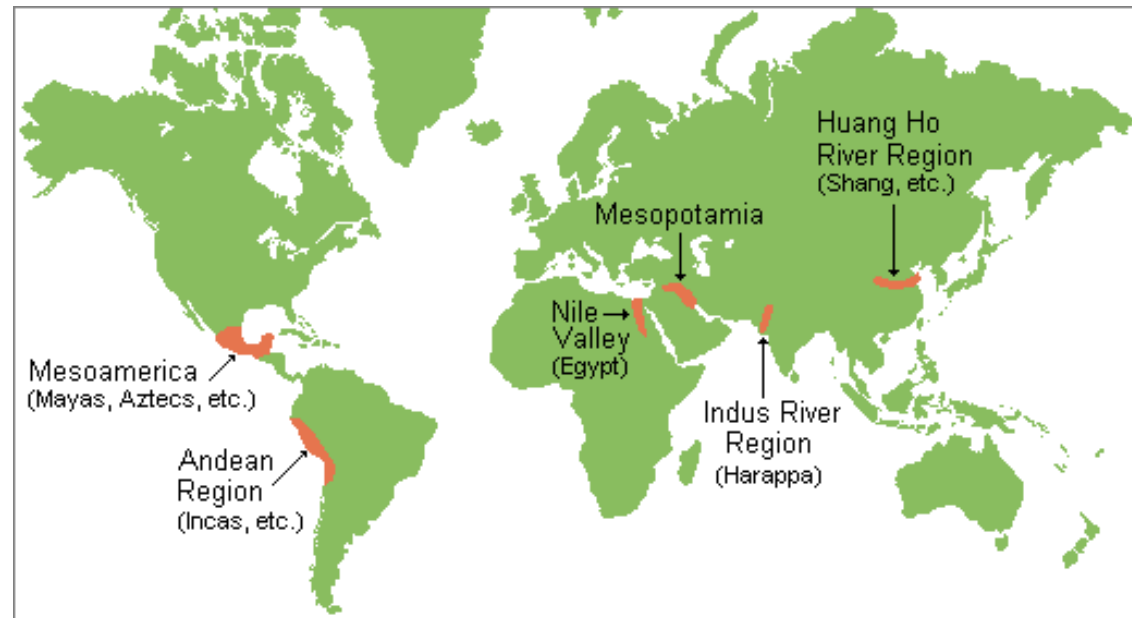 Huang Ho
River Region
(Shang, etc.)
Mesopotamia
Nile
Valley
(Egypt)
Mesoamerica
(Mayas, Aztecs, etc.)
Indus River
Region
(Harappa)
Andean
Region
(Incas, etc.)